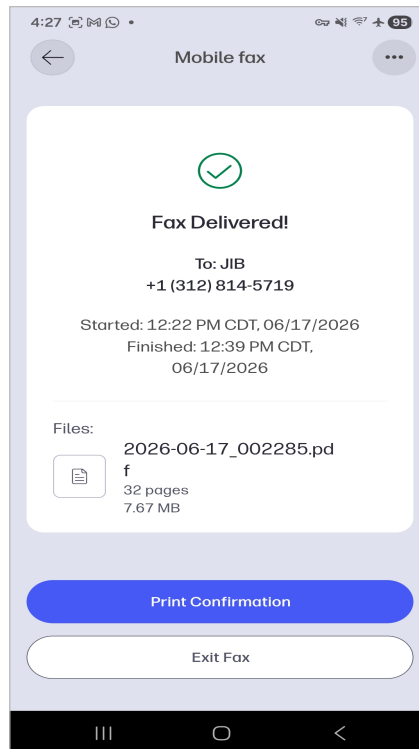 4:27
95
Mobile fax
Fax Delivered!
To: JIB
+1 (312) 814-5719
Started: 12:22 PM CDT, 06/17/2026
Finished: 12:39 PM CDT,
06/17/2026
Files:
2026-06-17_002285.pd
f
32 pages
7.67 MB
Print Confirmation
Exit Fax